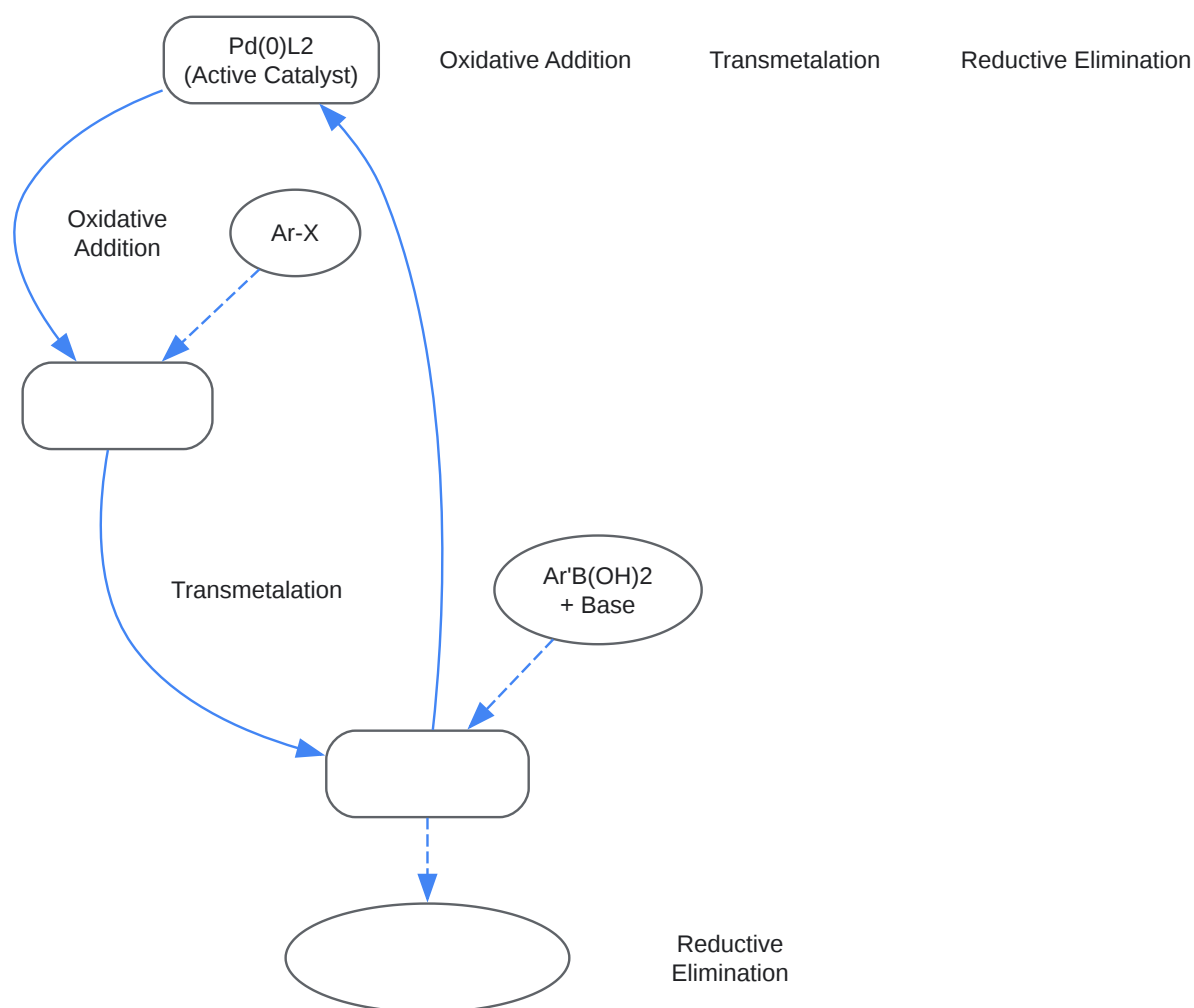 Pd(0)L2
(Active Catalyst)
Oxidative Addition
Transmetalation
Reductive Elimination
Oxidative
Addition
Ar-X
Ar'B(OH)2
+ Base
Transmetalation
Reductive
Elimination